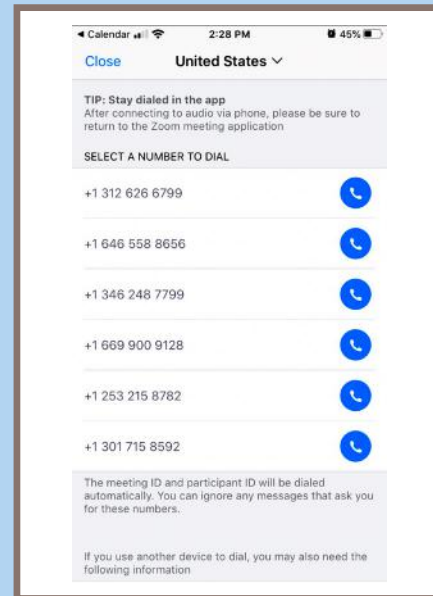 ◀ Calendar 2:28 PM 45%
Close United States
TIP: Stay dialed in the app
After connecting to audio via phone, please be sure to
return to the Zoom meeting application
SELECT A NUMBER TO DIAL
+1 312 626 6799
+1 646 558 8656
+1 346 248 7799
+1 669 900 9128
+1 253 215 8782
+1 301 715 8592
The meeting ID and participant ID will be dialed
automatically. You can ignore any messages that ask you
for these numbers.
If you use another device to dial, you may also need the
following information